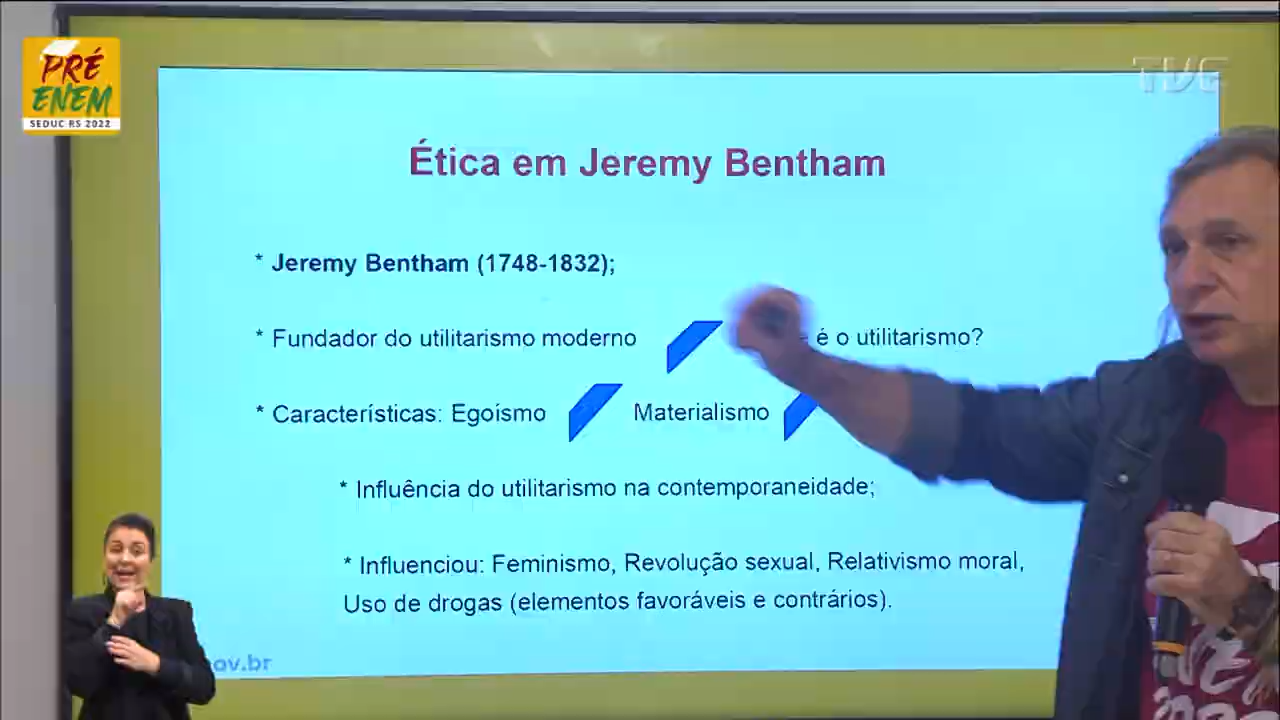 PRÉ
ENEM
SEDUC RS 2022
TVE
Ética em Jeremy Bentham
* Jeremy Bentham (1748-1832);
* Fundador do utilitarismo moderno é o utilitarismo?
* Características: Egoísmo Materialismo
* Influência do utilitarismo na contemporaneidade;
* Influenciou: Feminismo, Revolução sexual, Relativismo moral,
Uso de drogas (elementos favoráveis e contrários).
ov.br